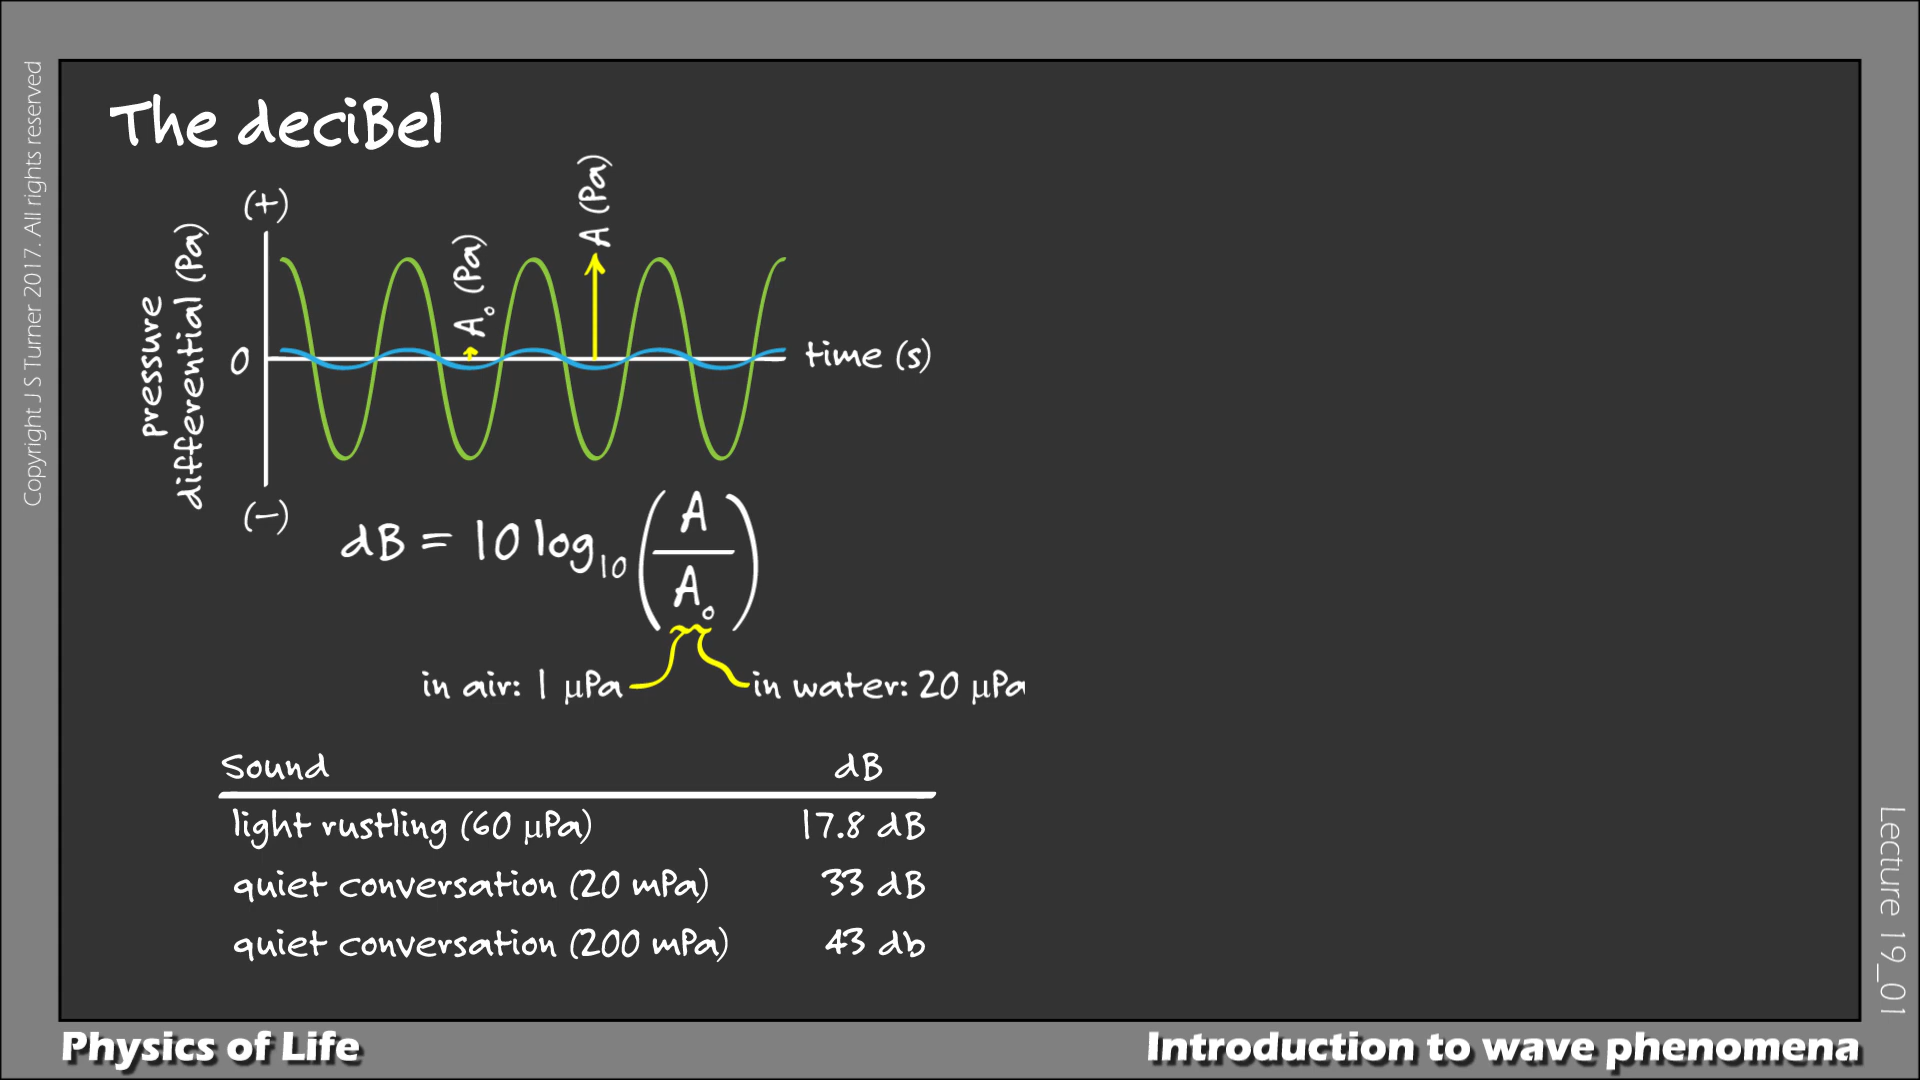 Copyright J S Turner 2017. All rights reserved
The deciBel
(+)
pressure
differential (Pa)
0
(-)
A₀ (Pa)
A (Pa)
time (s)
dB = 10 log₁₀ (A / A₀)
in air: 1 µPa
in water: 20 µPa
Sound dB
light rustling (60 µPa) 17.8 dB
quiet conversation (20 mPa) 33 dB
quiet conversation (200 mPa) 43 db
Lecture 19_01
Physics of Life
Introduction to wave phenomena